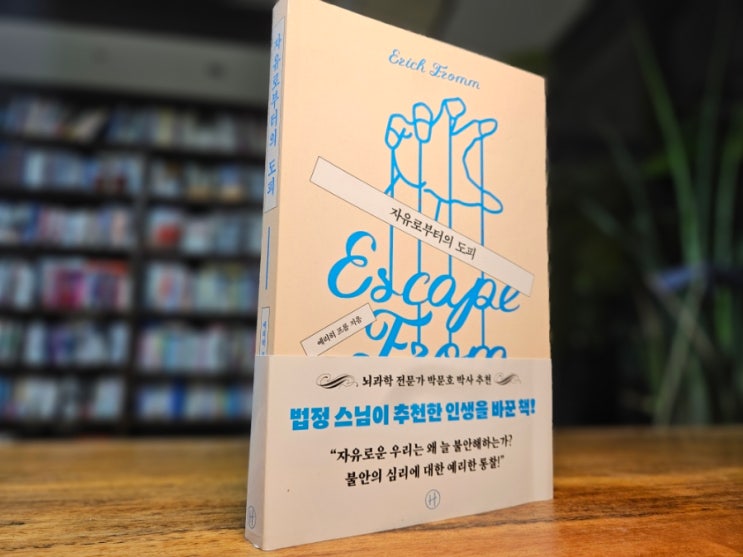 자유로부터의 도피
Erich Fromm
자유로부터의 도피
Escape
From
에리히 프롬 지음
뇌과학 전문가 박문호 박사 추천
법정 스님이 추천한 인생을 바꾼 책!
“자유로운 우리는 왜 늘 불안해하는가?
불안의 심리에 대한 예리한 통찰!”
H